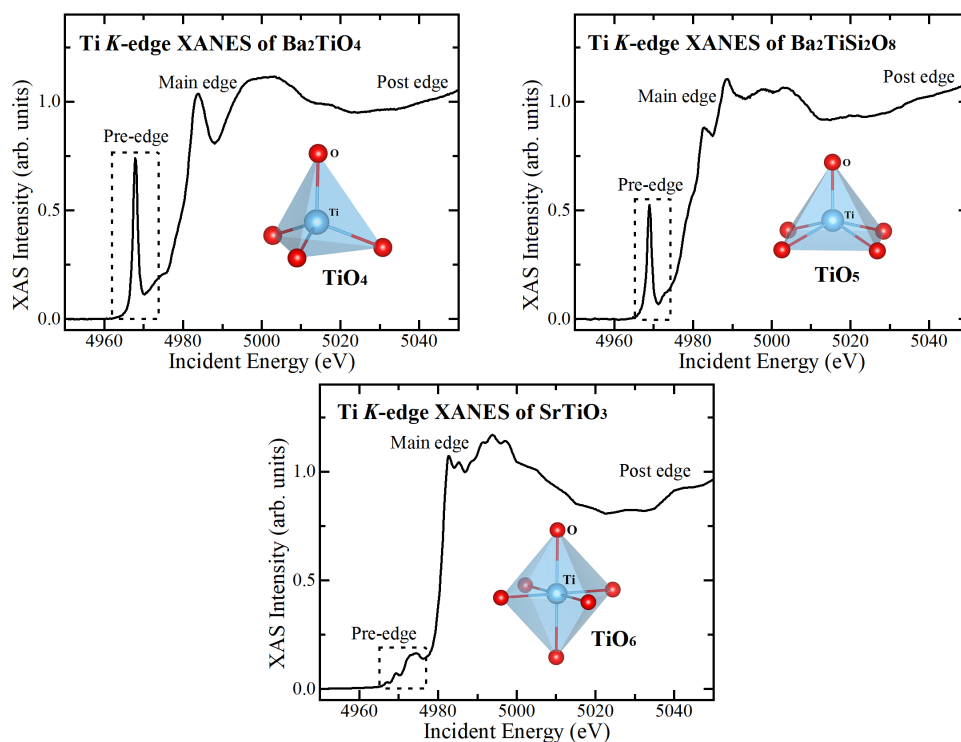 Ti K-edge XANES of Ba₂TiO₄
Main edge
Post edge
Pre-edge
O
Ti
TiO₄
XAS Intensity (arb. units)
1.0
0.5
0.0
4960 4980 5000 5020 5040
Incident Energy (eV)
Ti K-edge XANES of Ba₂TiSi₂O₈
Post edge
Main edge
Pre-edge
O
Ti
TiO₅
XAS Intensity (arb. units)
1.0
0.5
0.0
4960 4980 5000 5020 5040
Incident Energy (eV)
Ti K-edge XANES of SrTiO₃
Main edge
Post edge
O
Ti
Pre-edge
TiO₆
XAS Intensity (arb. units)
1.0
0.5
0.0
4960 4980 5000 5020 5040
Incident Energy (eV)